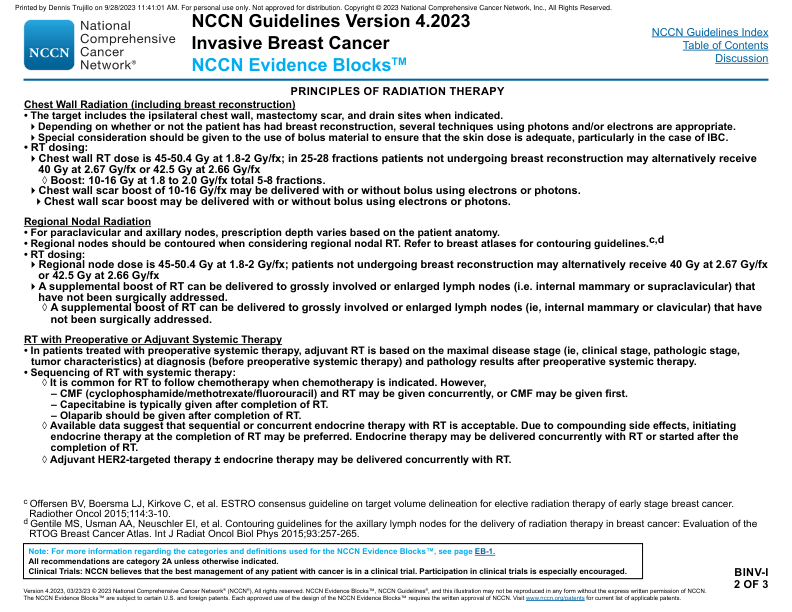 Printed by Dennis Trujillo on 9/28/2023 11:41:01 AM. For personal use only. Not approved for distribution. Copyright © 2023 National Comprehensive Cancer Network, Inc., All Rights Reserved.
NCCN
National
Comprehensive
Cancer
Network®
NCCN Guidelines Version 4.2023
Invasive Breast Cancer
NCCN Evidence Blocks™
NCCN Guidelines Index
Table of Contents
Discussion
PRINCIPLES OF RADIATION THERAPY
Chest Wall Radiation (including breast reconstruction)
• The target includes the ipsilateral chest wall, mastectomy scar, and drain sites when indicated.
Depending on whether or not the patient has had breast reconstruction, several techniques using photons and/or electrons are appropriate.
Special consideration should be given to the use of bolus material to ensure that the skin dose is adequate, particularly in the case of IBC.
• RT dosing:
Chest wall RT dose is 45-50.4 Gy at 1.8-2 Gy/fx; in 25-28 fractions patients not undergoing breast reconstruction may alternatively receive
40 Gy at 2.67 Gy/fx or 42.5 Gy at 2.66 Gy/fx
◊ Boost: 10-16 Gy at 1.8 to 2.0 Gy/fx total 5-8 fractions.
Chest wall scar boost of 10-16 Gy/fx may be delivered with or without bolus using electrons or photons.
Chest wall scar boost may be delivered with or without bolus using electrons or photons.
Regional Nodal Radiation
• For paraclavicular and axillary nodes, prescription depth varies based on the patient anatomy.
• Regional nodes should be contoured when considering regional nodal RT. Refer to breast atlases for contouring guidelines.c,d
• RT dosing:
Regional node dose is 45-50.4 Gy at 1.8-2 Gy/fx; patients not undergoing breast reconstruction may alternatively receive 40 Gy at 2.67 Gy/fx
or 42.5 Gy at 2.66 Gy/fx
A supplemental boost of RT can be delivered to grossly involved or enlarged lymph nodes (i.e. internal mammary or supraclavicular) that
have not been surgically addressed.
◊ A supplemental boost of RT can be delivered to grossly involved or enlarged lymph nodes (ie, internal mammary or clavicular) that have
not been surgically addressed.
RT with Preoperative or Adjuvant Systemic Therapy
• In patients treated with preoperative systemic therapy, adjuvant RT is based on the maximal disease stage (ie, clinical stage, pathologic stage,
tumor characteristics) at diagnosis (before preoperative systemic therapy) and pathology results after preoperative systemic therapy.
• Sequencing of RT with systemic therapy:
◊ It is common for RT to follow chemotherapy when chemotherapy is indicated. However,
– CMF (cyclophosphamide/methotrexate/fluorouracil) and RT may be given concurrently, or CMF may be given first.
– Capecitabine is typically given after completion of RT.
– Olaparib should be given after completion of RT.
◊ Available data suggest that sequential or concurrent endocrine therapy with RT is acceptable. Due to compounding side effects, initiating
endocrine therapy at the completion of RT may be preferred. Endocrine therapy may be delivered concurrently with RT or started after the
completion of RT.
◊ Adjuvant HER2-targeted therapy ± endocrine therapy may be delivered concurrently with RT.
c Offersen BV, Boersma LJ, Kirkove C, et al. ESTRO consensus guideline on target volume delineation for elective radiation therapy of early stage breast cancer.
Radiother Oncol 2015;114:3-10.
d Gentile MS, Usman AA, Neuschler EI, et al. Contouring guidelines for the axillary lymph nodes for the delivery of radiation therapy in breast cancer: Evaluation of the
RTOG Breast Cancer Atlas. Int J Radiat Oncol Biol Phys 2015;93:257-265.
Note: For more information regarding the categories and definitions used for the NCCN Evidence Blocks™, see page EB-1.
All recommendations are category 2A unless otherwise indicated.
Clinical Trials: NCCN believes that the best management of any patient with cancer is in a clinical trial. Participation in clinical trials is especially encouraged.
BINV-I
2 OF 3
Version 4.2023, 03/23/23 © 2023 National Comprehensive Cancer Network® (NCCN®), All rights reserved. NCCN Evidence Blocks™, NCCN Guidelines®, and this illustration may not be reproduced in any form without the express written permission of NCCN.
The NCCN Evidence Blocks™ are subject to certain U.S. and foreign patents. Each approved use of the design of the NCCN Evidence Blocks™ requires the written approval of NCCN. Visit www.nccn.org/patents for current list of applicable patents.